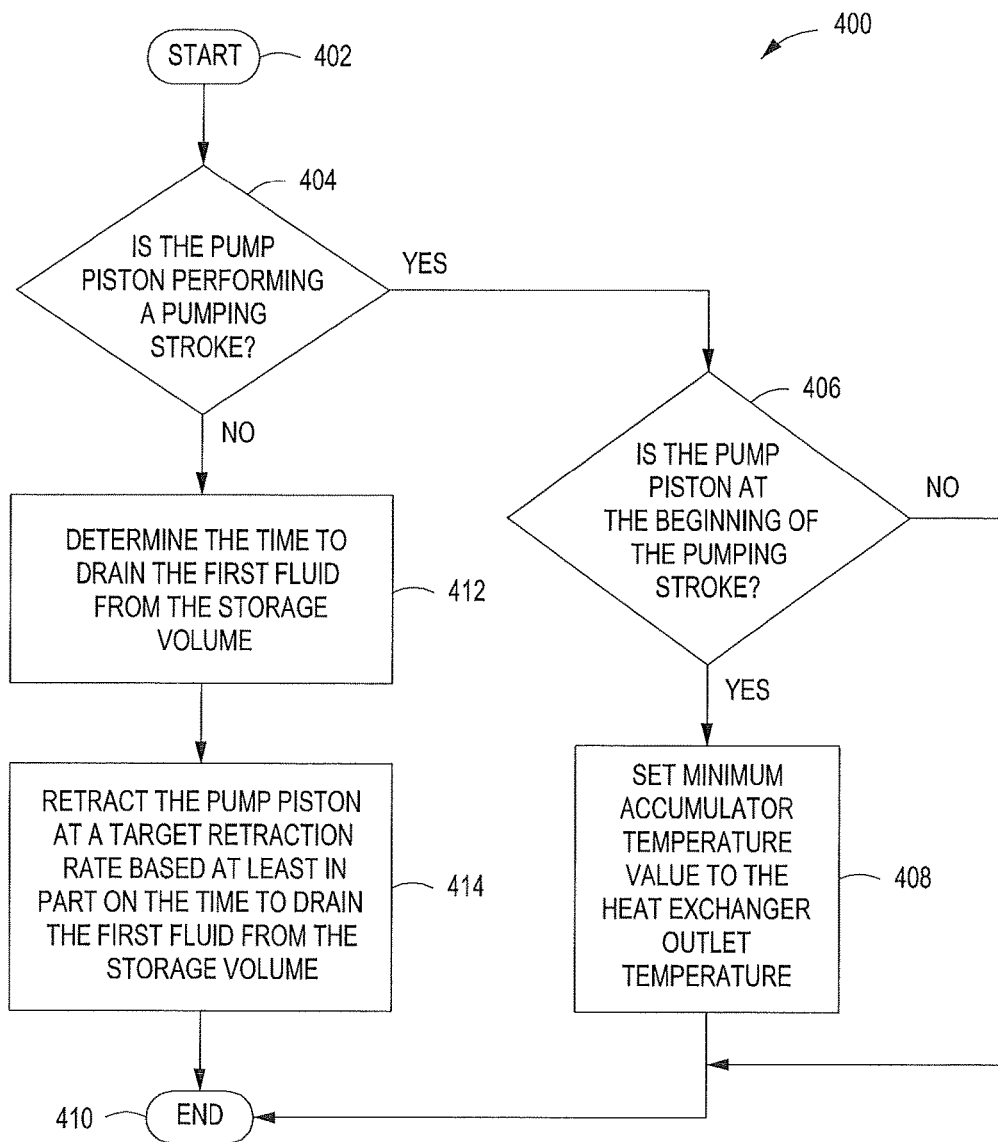 400
START
402
404
IS THE PUMP
PISTON PERFORMING
A PUMPING
STROKE?
YES
NO
406
IS THE PUMP
PISTON AT
THE BEGINNING OF
THE PUMPING
STROKE?
NO
YES
DETERMINE THE TIME TO
DRAIN THE FIRST FLUID
FROM THE STORAGE
VOLUME
412
RETRACT THE PUMP PISTON
AT A TARGET RETRACTION
RATE BASED AT LEAST IN
PART ON THE TIME TO DRAIN
THE FIRST FLUID FROM THE
STORAGE VOLUME
414
SET MINIMUM
ACCUMULATOR
TEMPERATURE
VALUE TO THE
HEAT EXCHANGER
OUTLET
TEMPERATURE
408
410
END